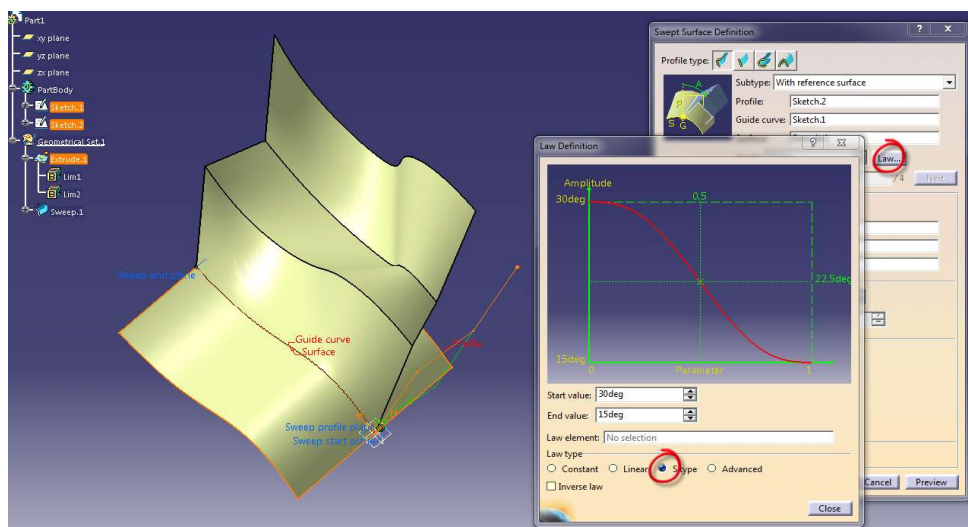 Part1
xy plane
yz plane
zx plane
PartBody
Sketch.1
Sketch.2
Geometrical Set.1
Extrude.1
Lim1
Lim2
Sweep.1
Sweep end plane
Guide curve
Surface
Sweep profile plane
Sweep start
Swept Surface Definition
Profile type:
Subtype: With reference surface
Profile: Sketch.2
Guide curve: Sketch.1
Law...
/4 Next
Law Definition
Amplitude
30deg
0,5
22,5deg
15deg
0 Parameter 1
Start value: 30deg
End value: 15deg
Law element: No selection
Law type
Constant Linear S type Advanced
Inverse law
Close
Cancel Preview